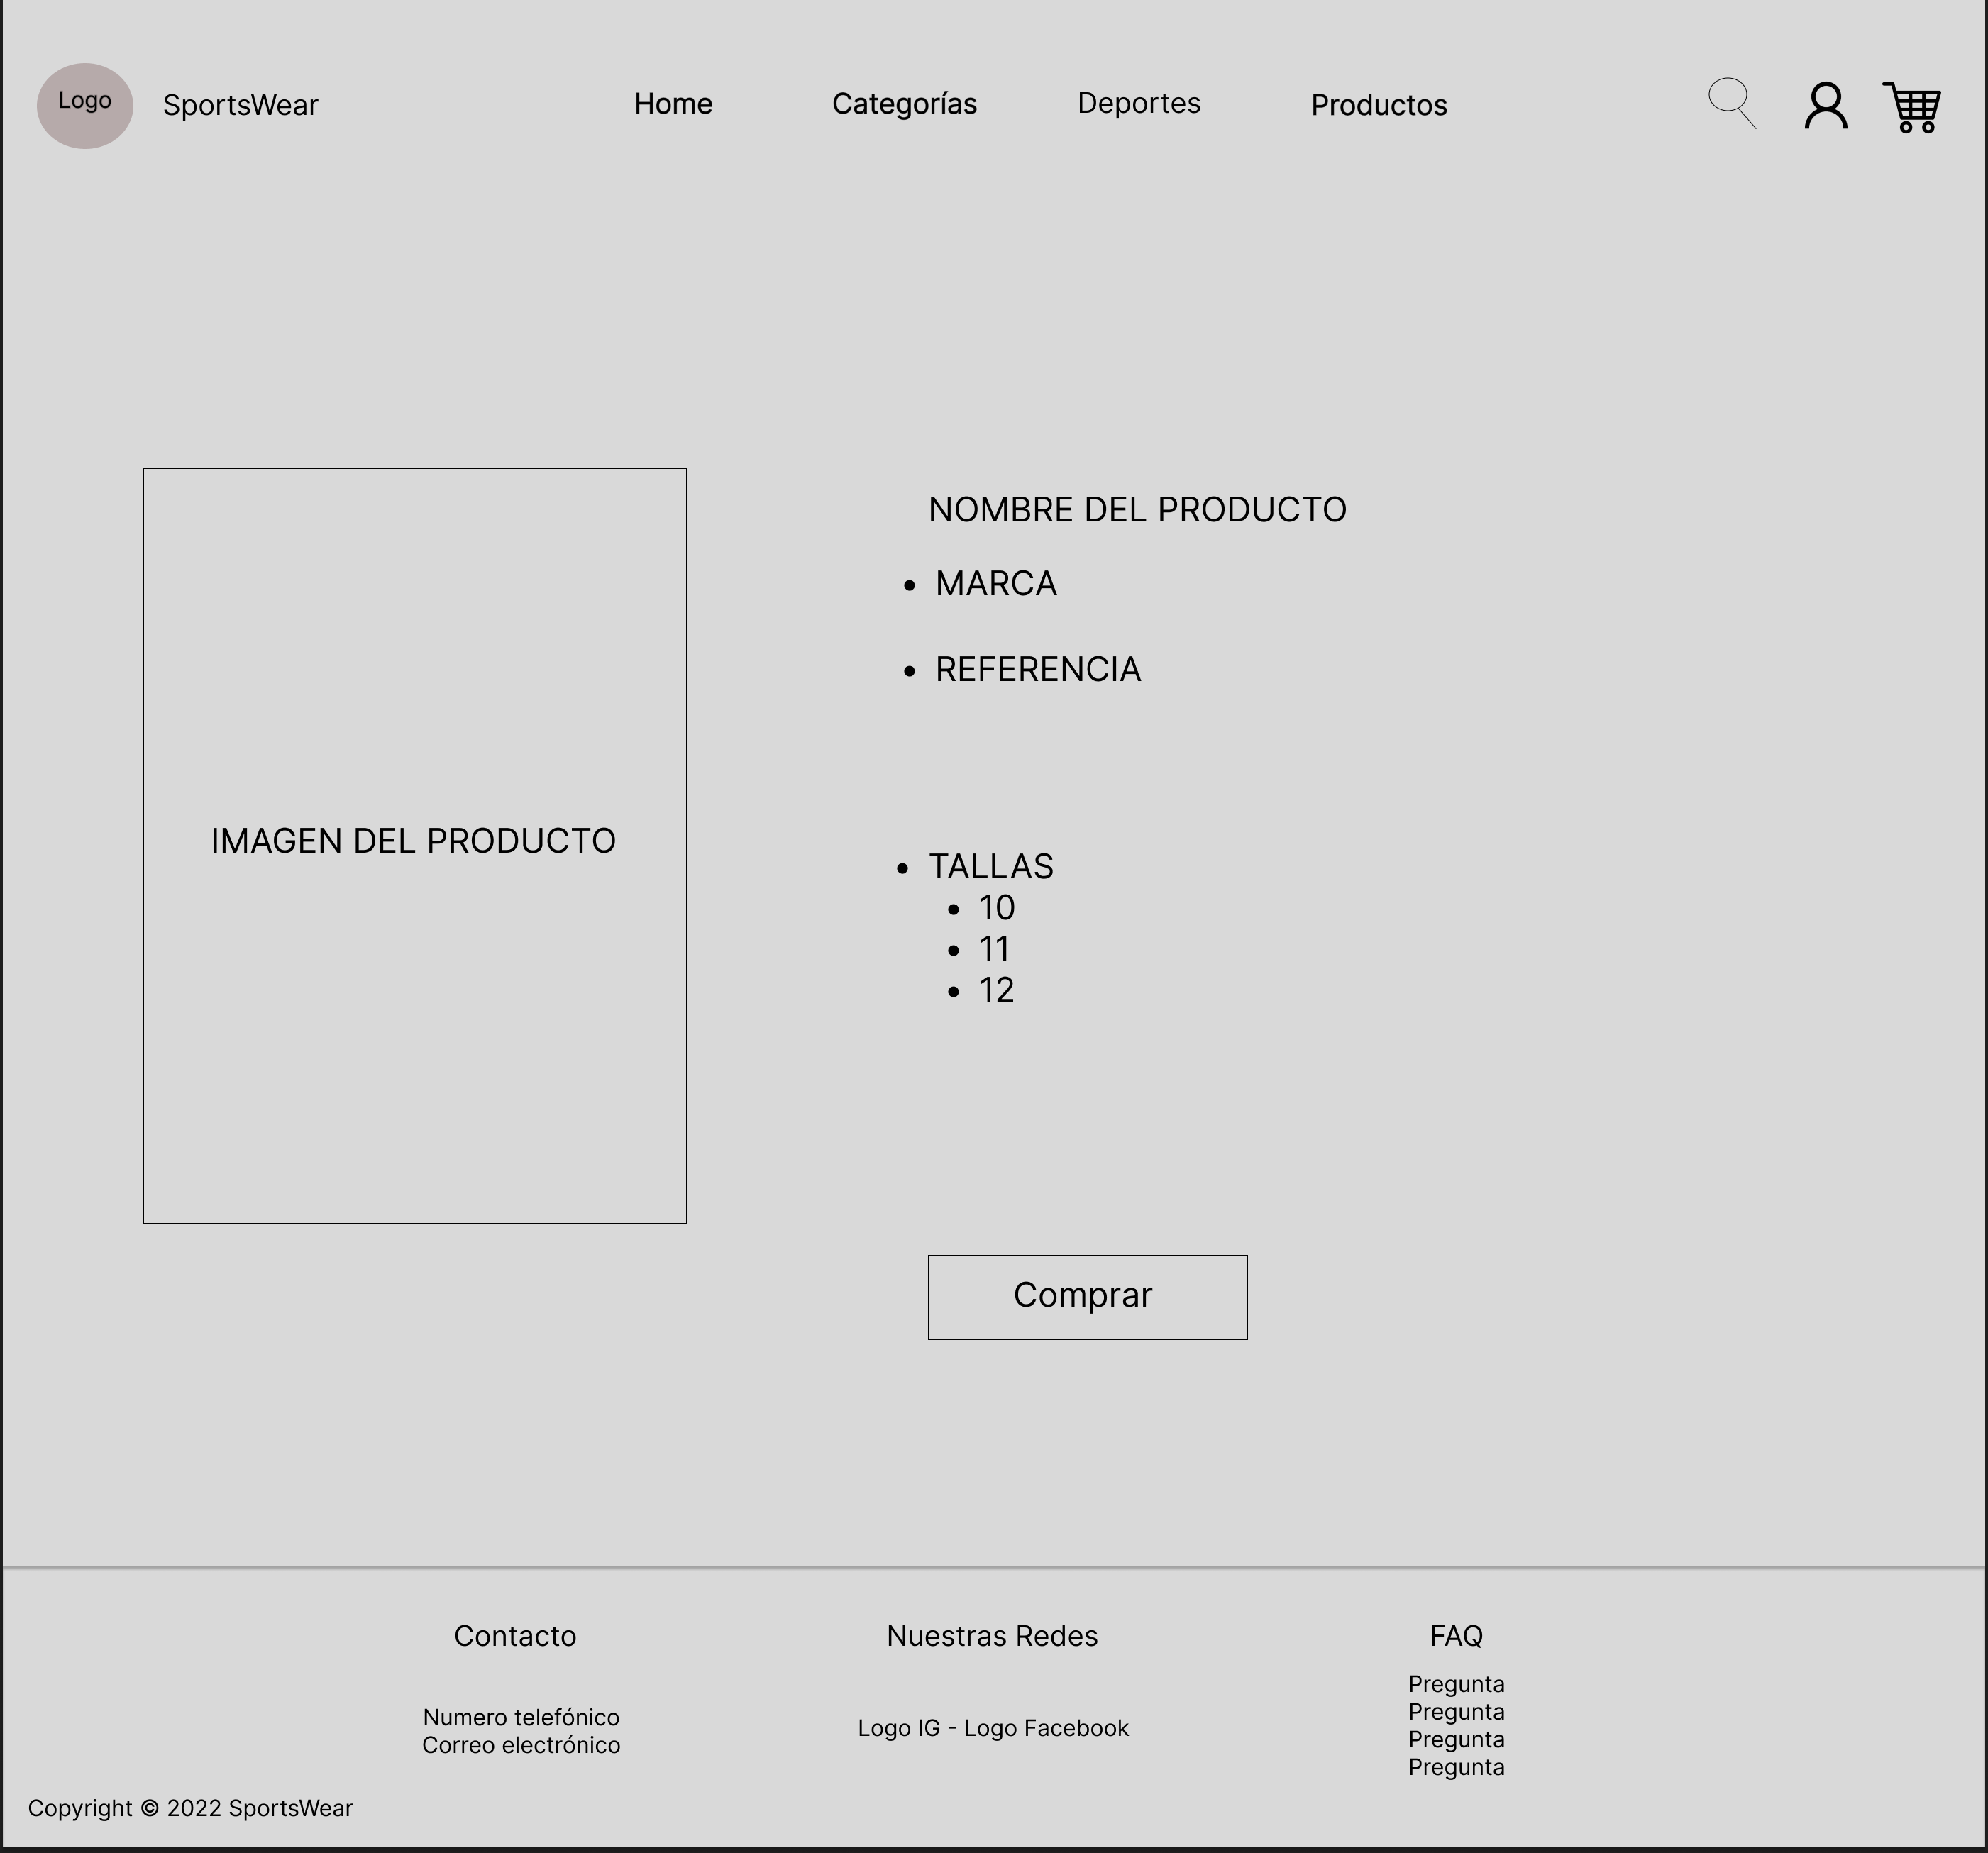 Logo
SportsWear
Home
Categorías
Deportes
Productos
IMAGEN DEL PRODUCTO
NOMBRE DEL PRODUCTO
• MARCA
• REFERENCIA
• TALLAS
• 10
• 11
• 12
Comprar
Contacto
Numero telefónico
Correo electrónico
Nuestras Redes
Logo IG - Logo Facebook
FAQ
Pregunta
Pregunta
Pregunta
Pregunta
Copyright © 2022 SportsWear